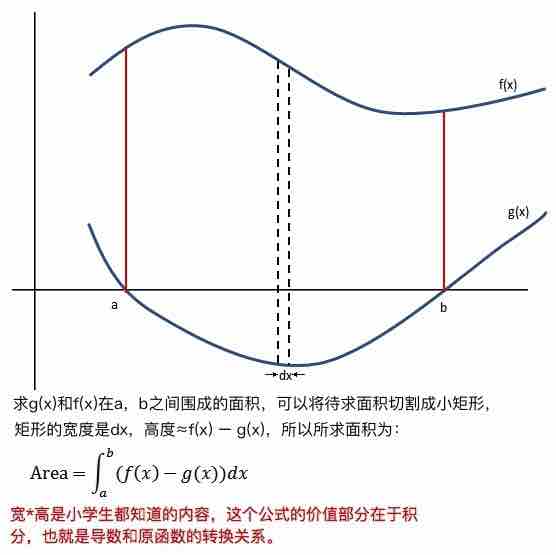 f(x)
g(x)
a
b
dx
求g(x)和f(x)在a，b之间围成的面积，可以将待求面积切割成小矩形，
矩形的宽度是dx，高度≈f(x) － g(x)，所以所求面积为：
Area = ∫_a^b (f(x) − g(x))dx
宽*高是小学生都知道的内容，这个公式的价值部分在于积
分，也就是导数和原函数的转换关系。